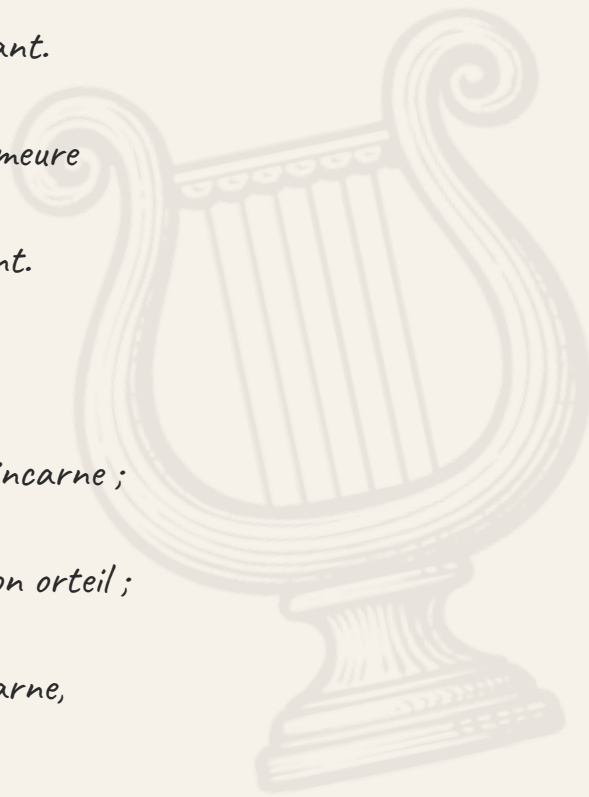 ant.
meure
nt.
incarne ;
on orteil ;
arne,